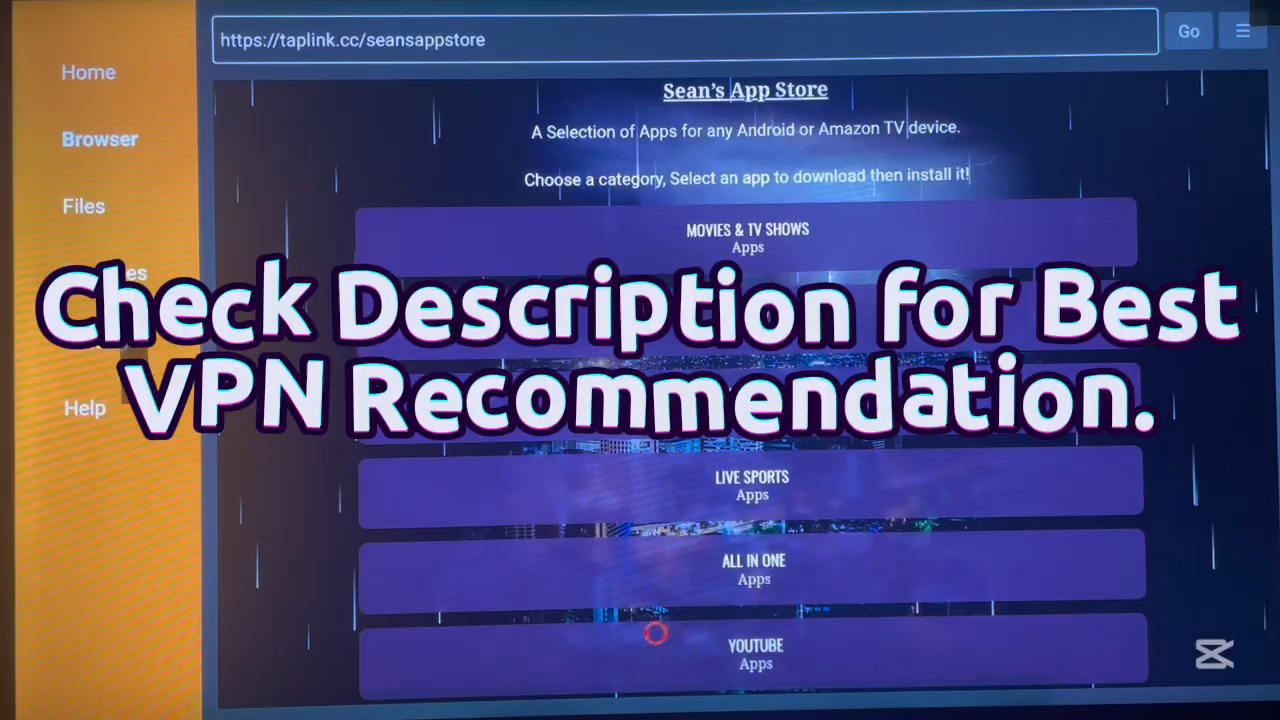 https://taplink.cc/seansappstore
Go
Home
Browser
Files
es
Help
Sean's App Store
A Selection of Apps for any Android or Amazon TV device.
Choose a category, Select an app to download then install it!
MOVIES & TV SHOWS
Apps
Check Description for Best
VPN Recommendation.
LIVE SPORTS
Apps
ALL IN ONE
Apps
YOUTUBE
Apps